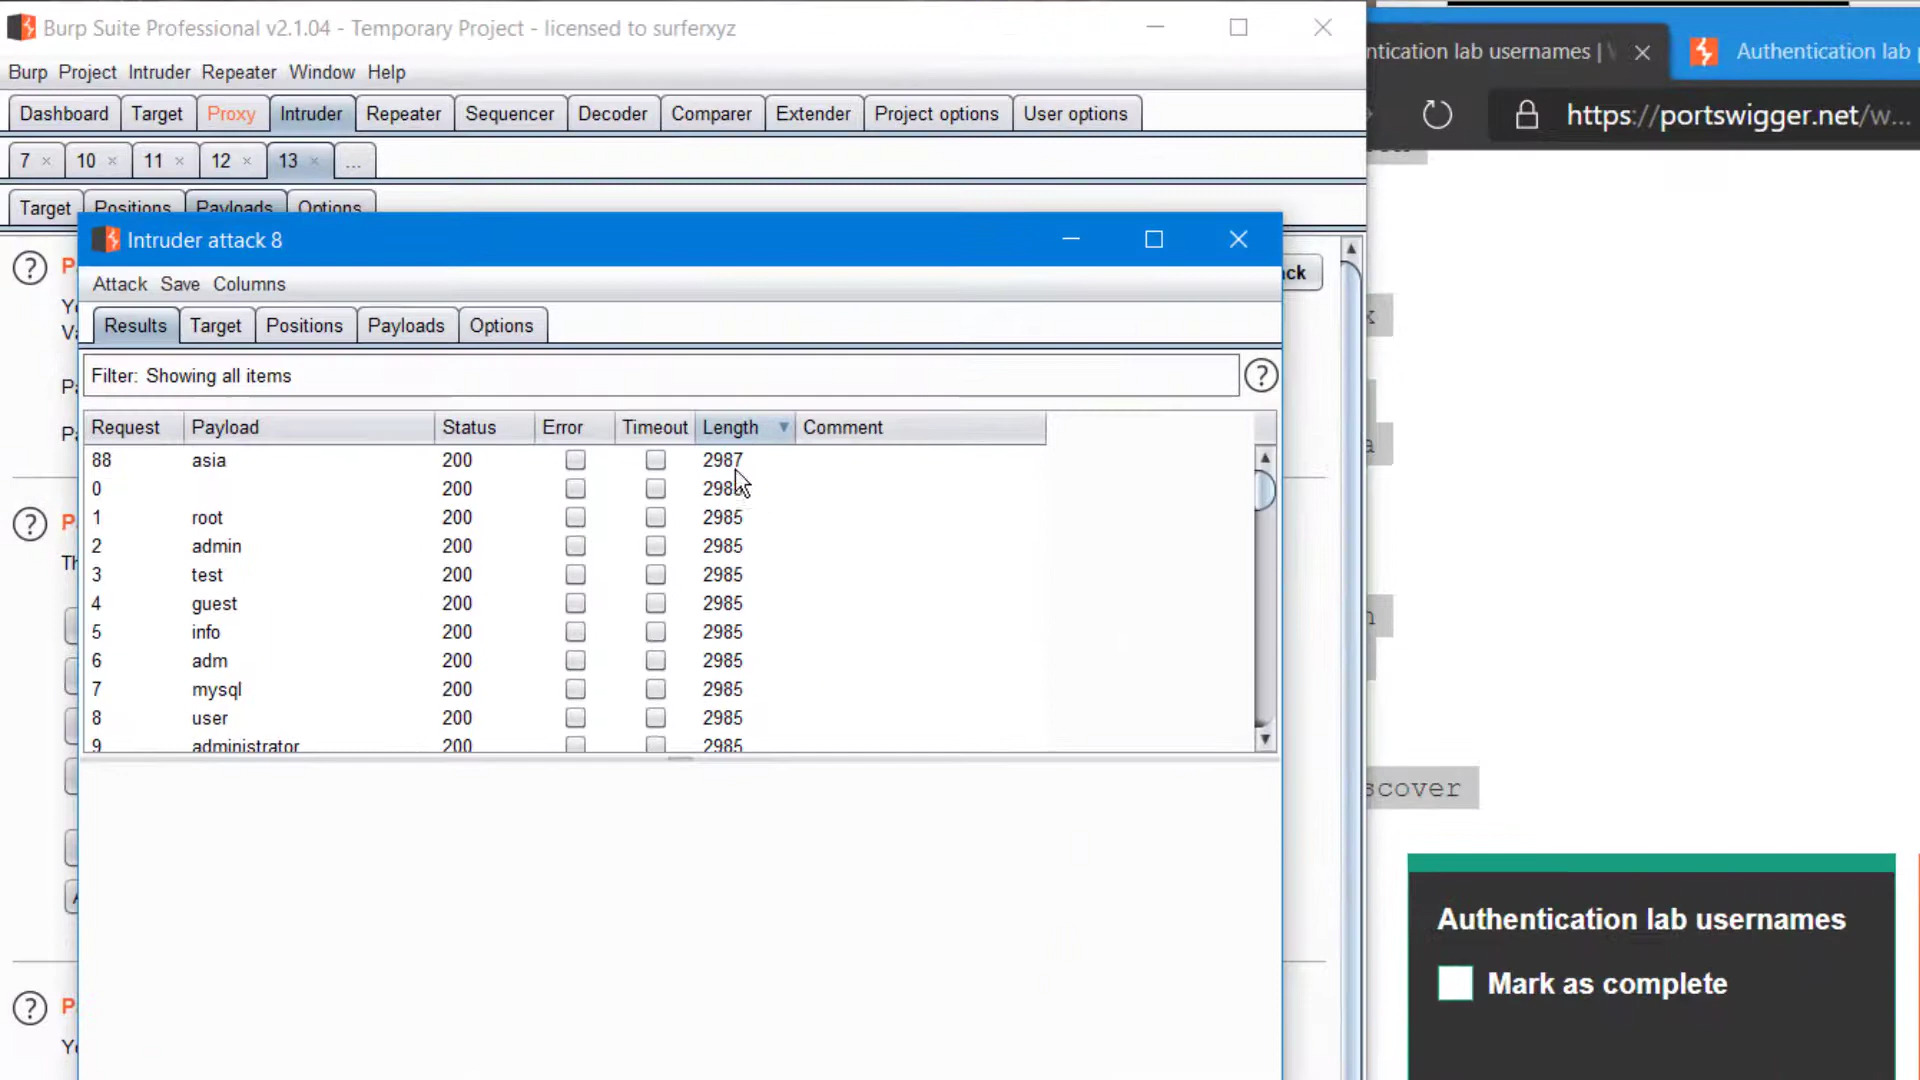 Burp Suite Professional v2.1.04 - Temporary Project - licensed to surferxyz
Burp Project Intruder Repeater Window Help
Dashboard Target Proxy Intruder Repeater Sequencer Decoder Comparer Extender Project options User options
7 × 10 × 11 × 12 × 13 × ...
Target Positions Payloads Options
Intruder attack 8
Attack Save Columns
Results Target Positions Payloads Options
Filter: Showing all items
Request Payload Status Error Timeout Length Comment
88 asia 200 2987
0 200
1 root 200 2985
2 admin 200 2985
3 test 200 2985
4 guest 200 2985
5 info 200 2985
6 adm 200 2985
7 mysql 200 2985
8 user 200 2985
9 administrator 200 2985
usernames |
Authentication lab
https://portswigger.net/w...
Authentication lab usernames
Mark as complete